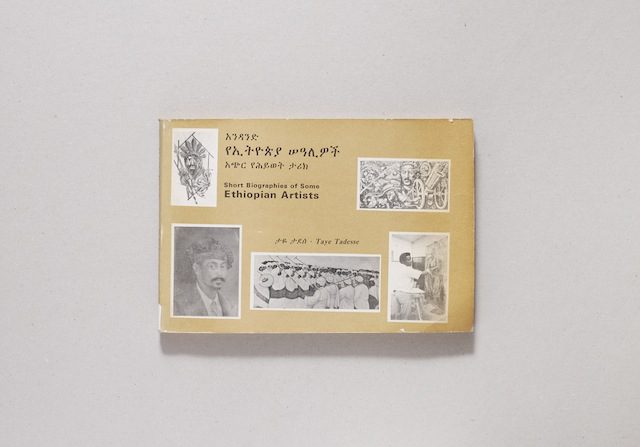 አንዳንድ
የኢትዮጵያ ሠዓሊዎች
አጭር የሕይወት ታሪክ
Short Biographies of Some
Ethiopian Artists
ታዬ ታደሰ · Taye Tadesse